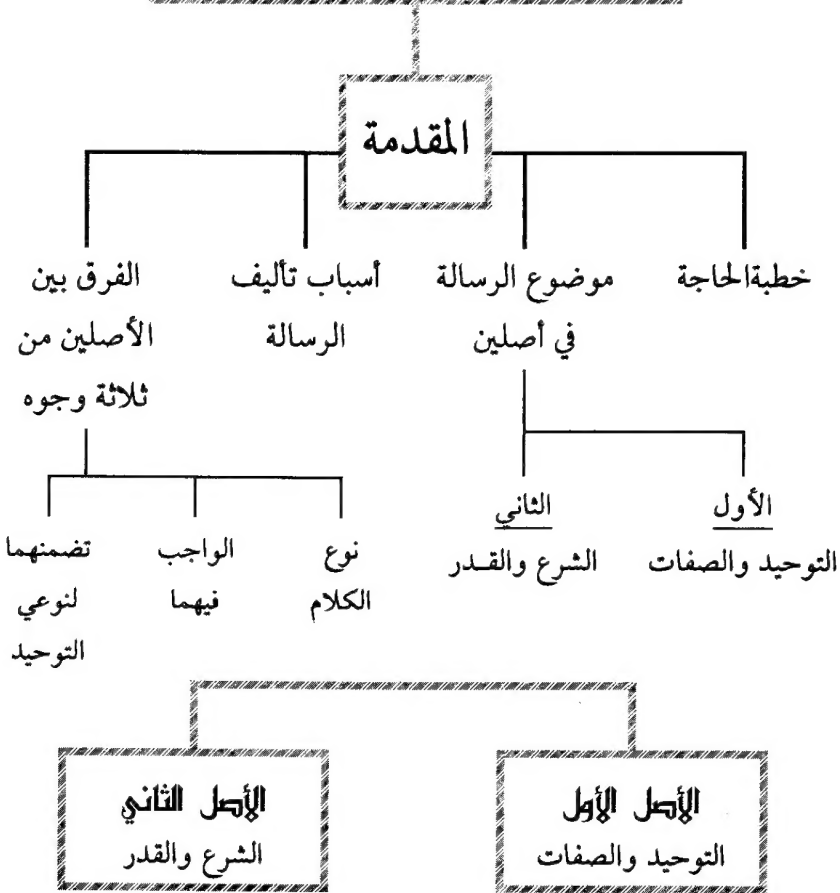 المقدمة
خطبةالحاجة
موضوع الرسالة
في أصلين
أسباب تأليف
الرسالة
الفرق بين
الأصلين من
ثلاثة وجوه
الأول
التوحيد والصفات
الثاني
الشرع والقدر
نوع
الكلام
الواجب
فيهما
تضمنهما
لنوعي
التوحيد
الأصل الأول
التوحيد والصفات
الأصل الثاني
الشرع والقدر